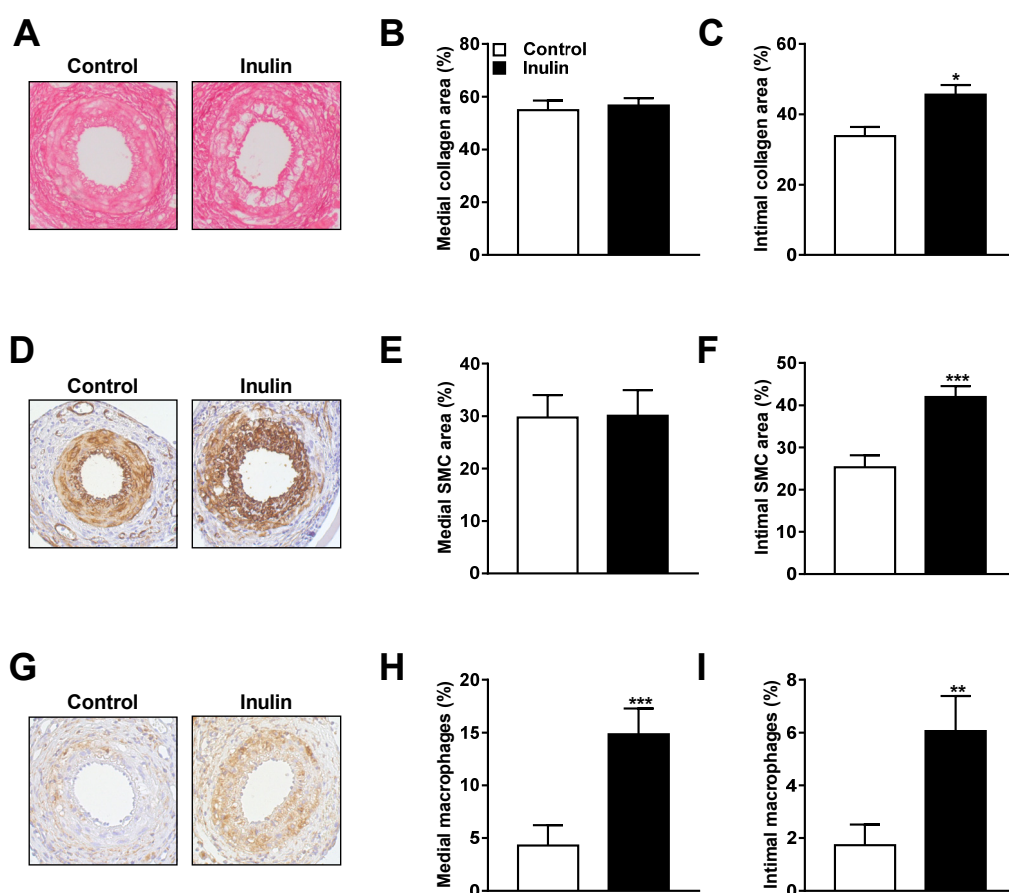 A
Control Inulin
B
Medial collagen area (%)
80
60
40
20
0
Control
Inulin
C
Intimal collagen area (%)
60
40
20
0
*
D
Control Inulin
E
Medial SMC area (%)
40
30
20
10
0
F
Intimal SMC area (%)
50
40
30
20
10
0
***
G
Control Inulin
H
Medial macrophages (%)
20
15
10
5
0
***
I
Intimal macrophages (%)
8
6
4
2
0
**